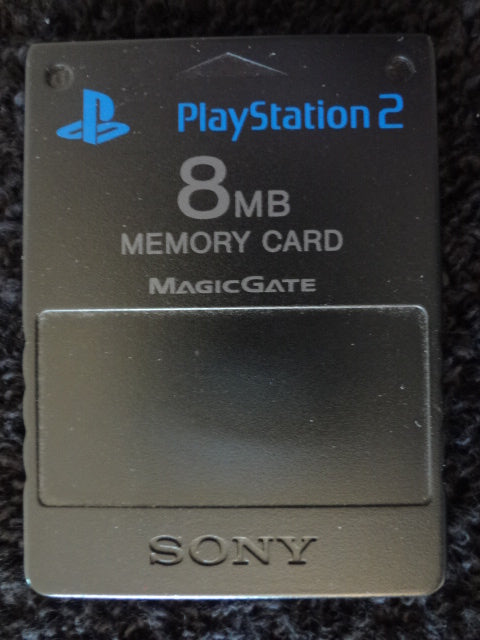 PlayStation 2
8MB
MEMORY CARD
MAGICGATE
SONY